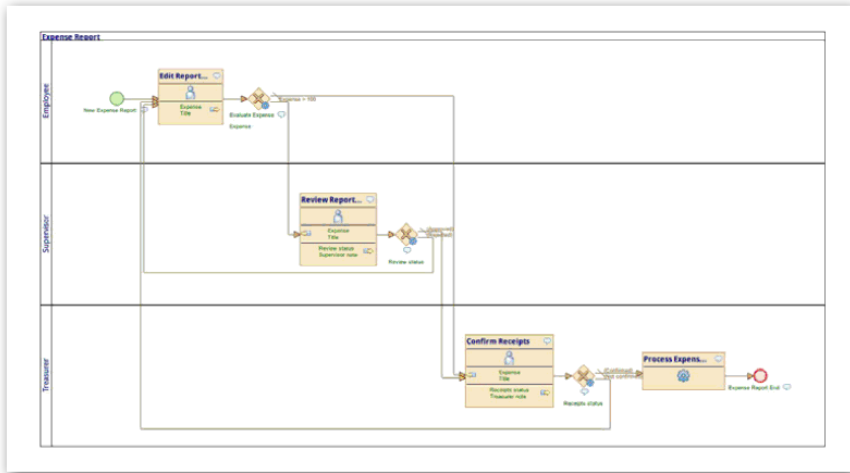 Expense Report
Employee
Edit Report...
Expense
Title
New Expense Report
Expense > 100
Evaluate Expense
Expense
Supervisor
Review Report...
Expense
Title
Review status
Supervisor note
Review status
Treasurer
Confirm Receipts
Expense
Title
Receipts status
Treasurer note
Receipts status
Process Expens...
Expense Report End